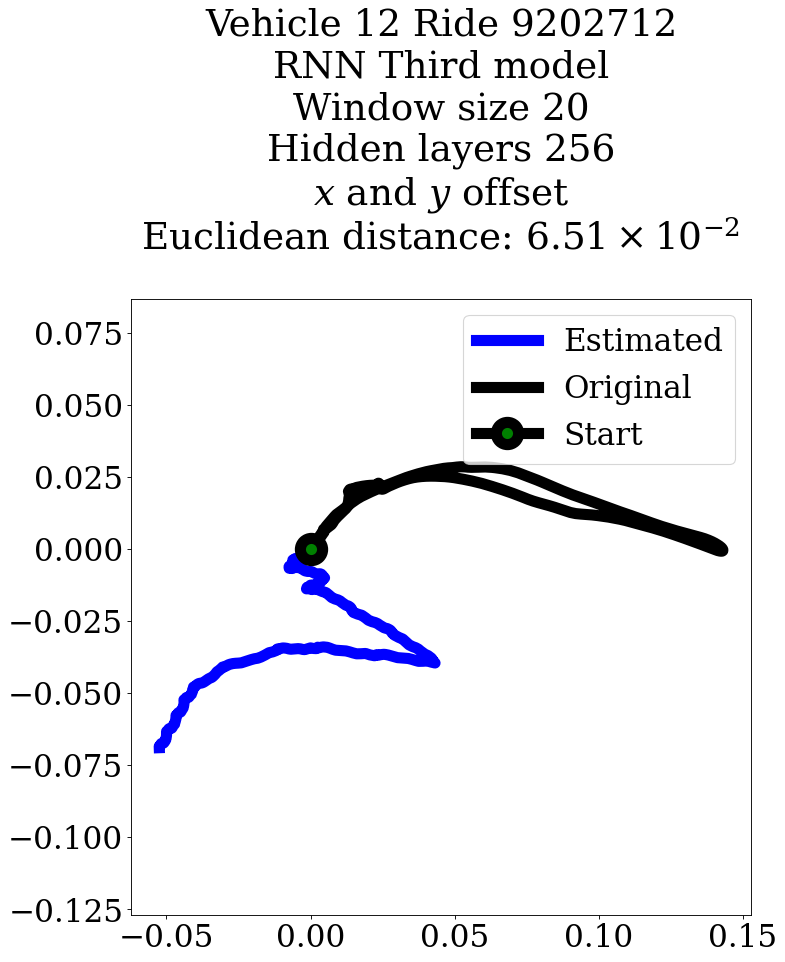 Vehicle 12 Ride 9202712
RNN Third model
Window size 20
Hidden layers 256
x and y offset
Euclidean distance: 6.51 × 10⁻²
Estimated
Original
Start
0.075
0.050
0.025
0.000
−0.025
−0.050
−0.075
−0.100
−0.125
−0.05 0.00 0.05 0.10 0.15